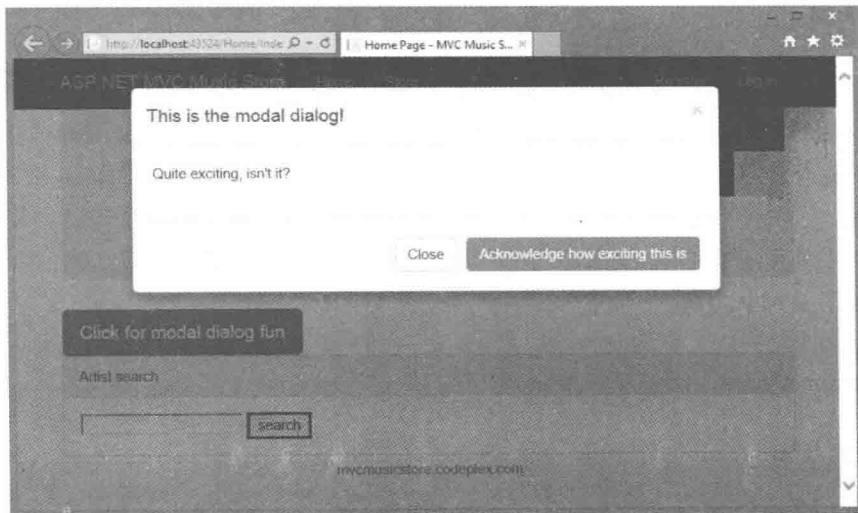 http://localhost:43524/Home/Inde
Home Page - MVC Music S...
ASP.NET MVC Music Store Home Store Register Log in
This is the modal dialog!
Quite exciting, isn't it?
Close
Acknowledge how exciting this is
Click for modal dialog fun
Artist search
search
mvcmusicstore.codeplex.com